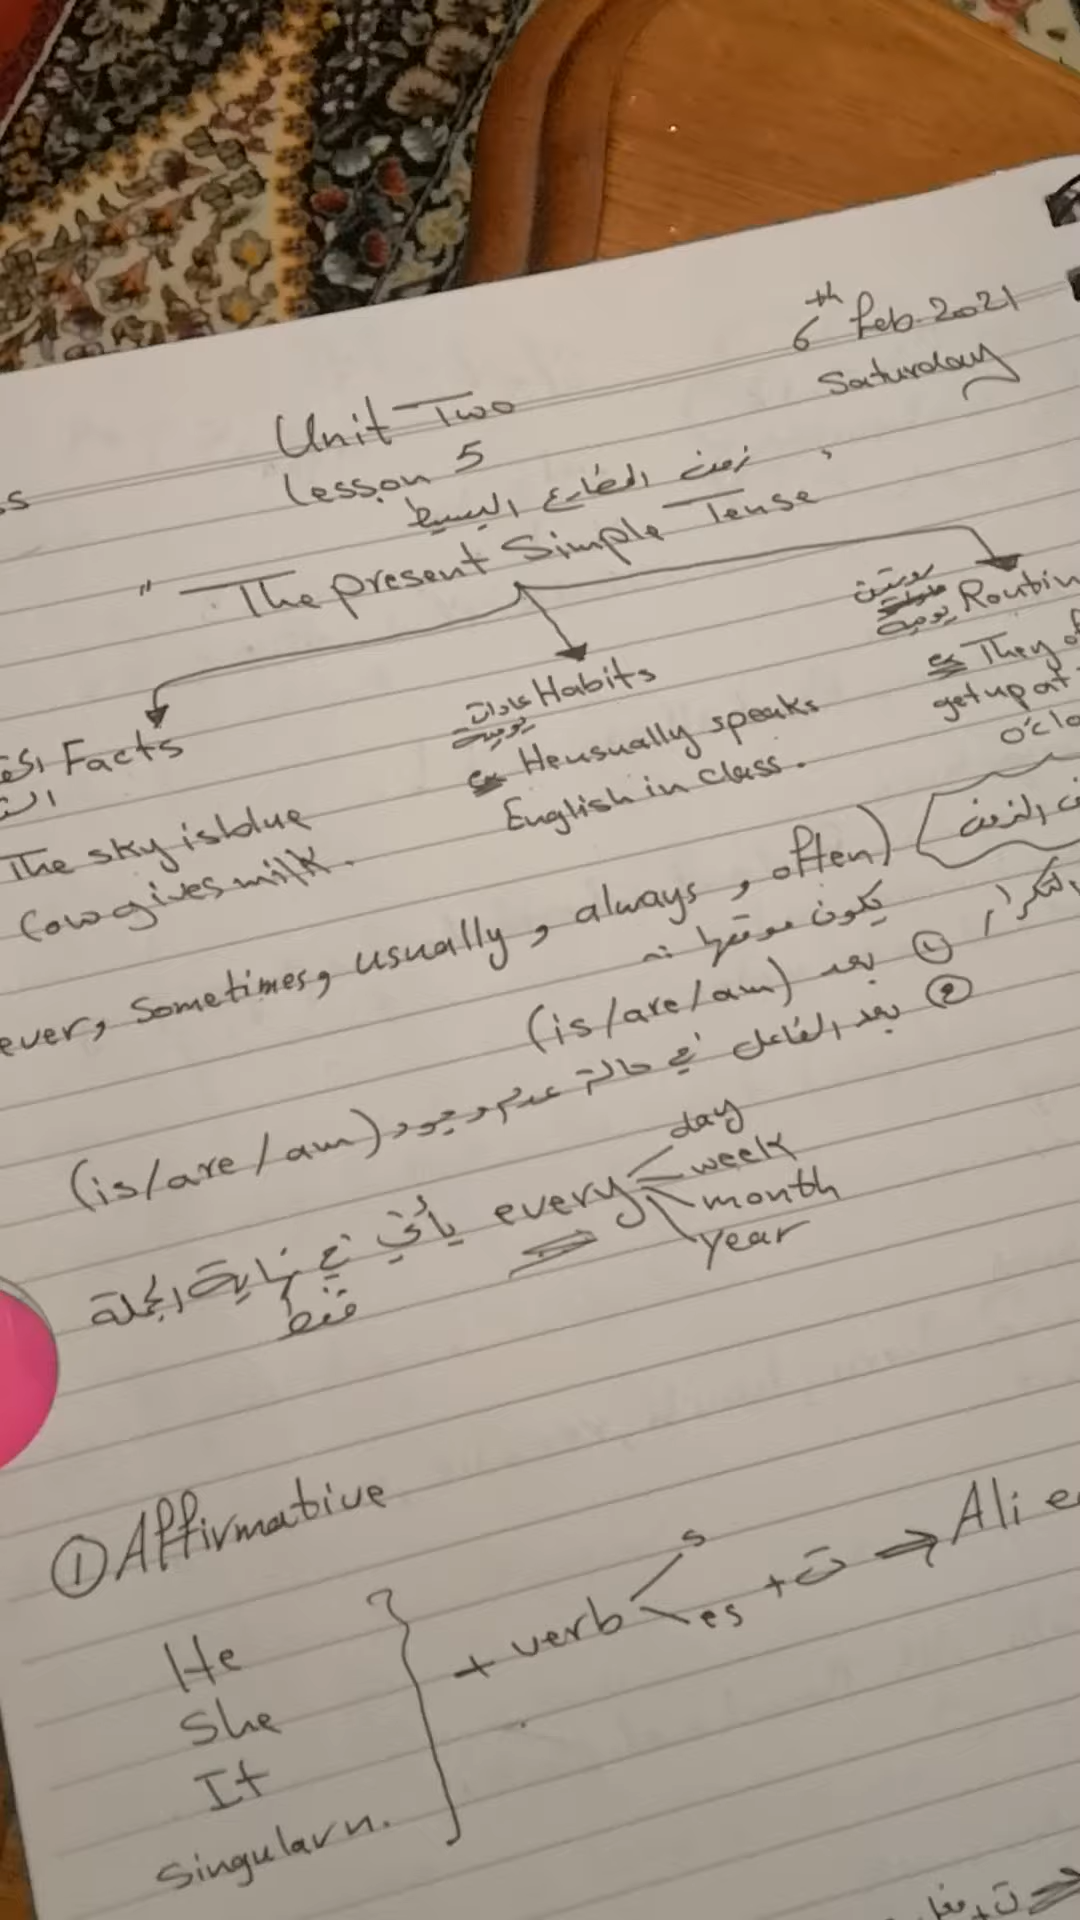 6th Feb. 2021
Saturday
Unit Two
Lesson 5
زمن المضارع البسيط
" The present Simple Tense "
Facts
The sky is blue
Cow gives milk.
عادات يومية Habits
ex He usually speaks
English in class.
روتين يومية
ex They
get up at
sometimes, usually, always, often)
يكون موقعها :-
① بعد (is/are/am)
② بعد الفاعل في حالة عدم وجود (is/are/am)
every يأتي في نهاية الجملة فقط
day
week
month
year
① Affirmative
He
She
It
Singular n.
+ verb s
es
+ ت ⇒ Ali